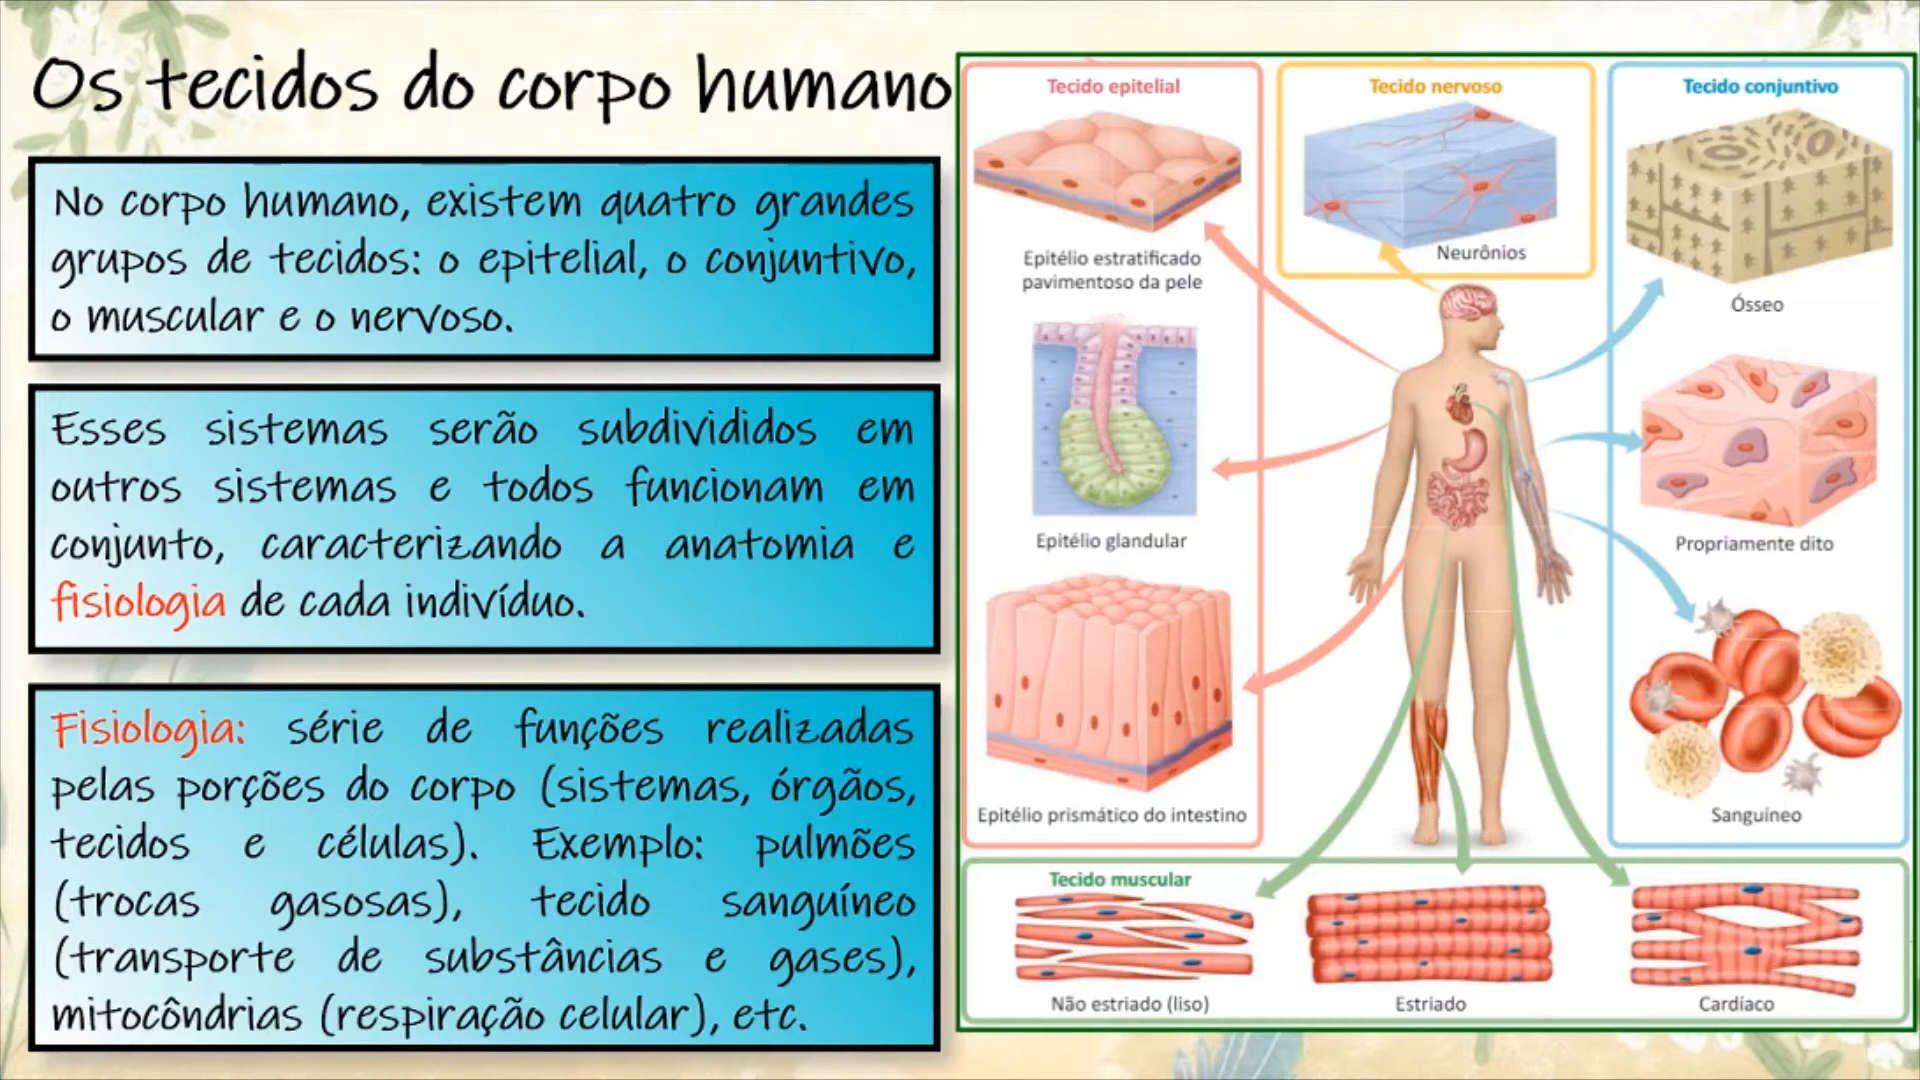 Os tecidos do corpo humano
No corpo humano, existem quatro grandes
grupos de tecidos: o epitelial, o conjuntivo,
o muscular e o nervoso.
Esses sistemas serão subdivididos em
outros sistemas e todos funcionam em
conjunto, caracterizando a anatomia e
fisiologia de cada indivíduo.
Fisiologia: série de funções realizadas
pelas porções do corpo (sistemas, órgãos,
tecidos e células). Exemplo: pulmões
(trocas gasosas), tecido sanguíneo
(transporte de substâncias e gases),
mitocôndrias (respiração celular), etc.
Tecido epitelial
Epitélio estratificado
pavimentoso da pele
Epitélio glandular
Epitélio prismático do intestino
Tecido nervoso
Neurônios
Tecido conjuntivo
Ósseo
Propriamente dito
Sanguíneo
Tecido muscular
Não estriado (liso)
Estriado
Cardíaco